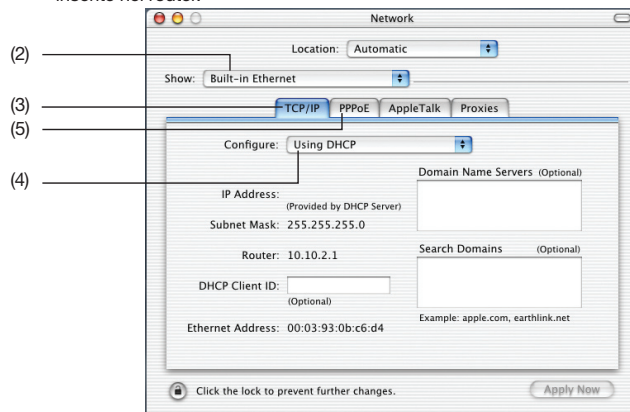 inserito nel router.
Network
Location: Automatic
(2)
Show: Built-in Ethernet
(3)
TCP/IP PPPoE AppleTalk Proxies
(5)
Configure: Using DHCP
(4)
Domain Name Servers (Optional)
IP Address:
(Provided by DHCP Server)
Subnet Mask: 255.255.255.0
Router: 10.10.2.1
Search Domains (Optional)
DHCP Client ID:
(Optional)
Example: apple.com, earthlink.net
Ethernet Address: 00:03:93:0b:c6:d4
Click the lock to prevent further changes.
Apply Now